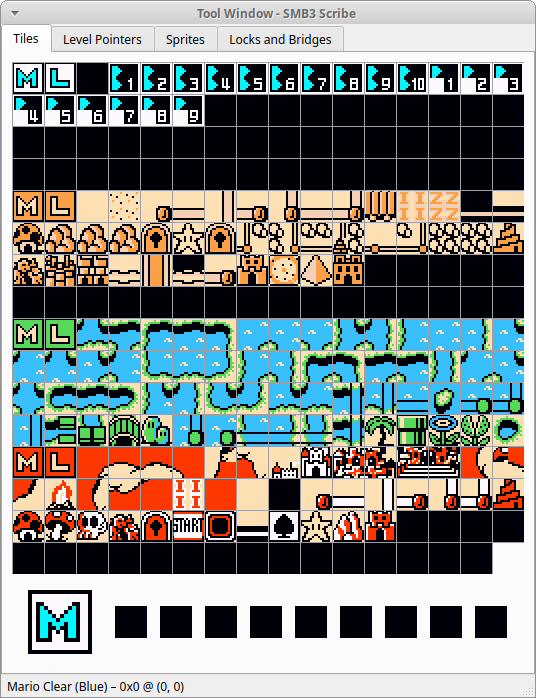 Tool Window - SMB3 Scribe
Tiles Level Pointers Sprites Locks and Bridges
M L 1 2 3 4 5 6 7 8 9 10 1 2 3
4 5 6 7 8 9
M L
M L
M L
START
M
Mario Clear (Blue) – 0x0 @ (0, 0)